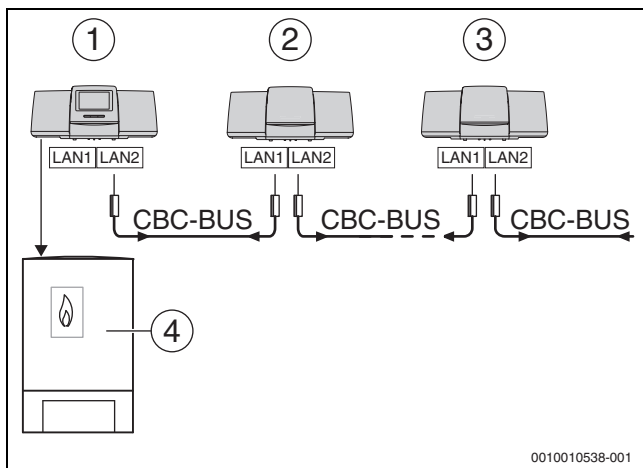 1 2 3
LAN1 LAN2 LAN1 LAN2 LAN1 LAN2
CBC-BUS CBC-BUS CBC-BUS
4
0010010538-001